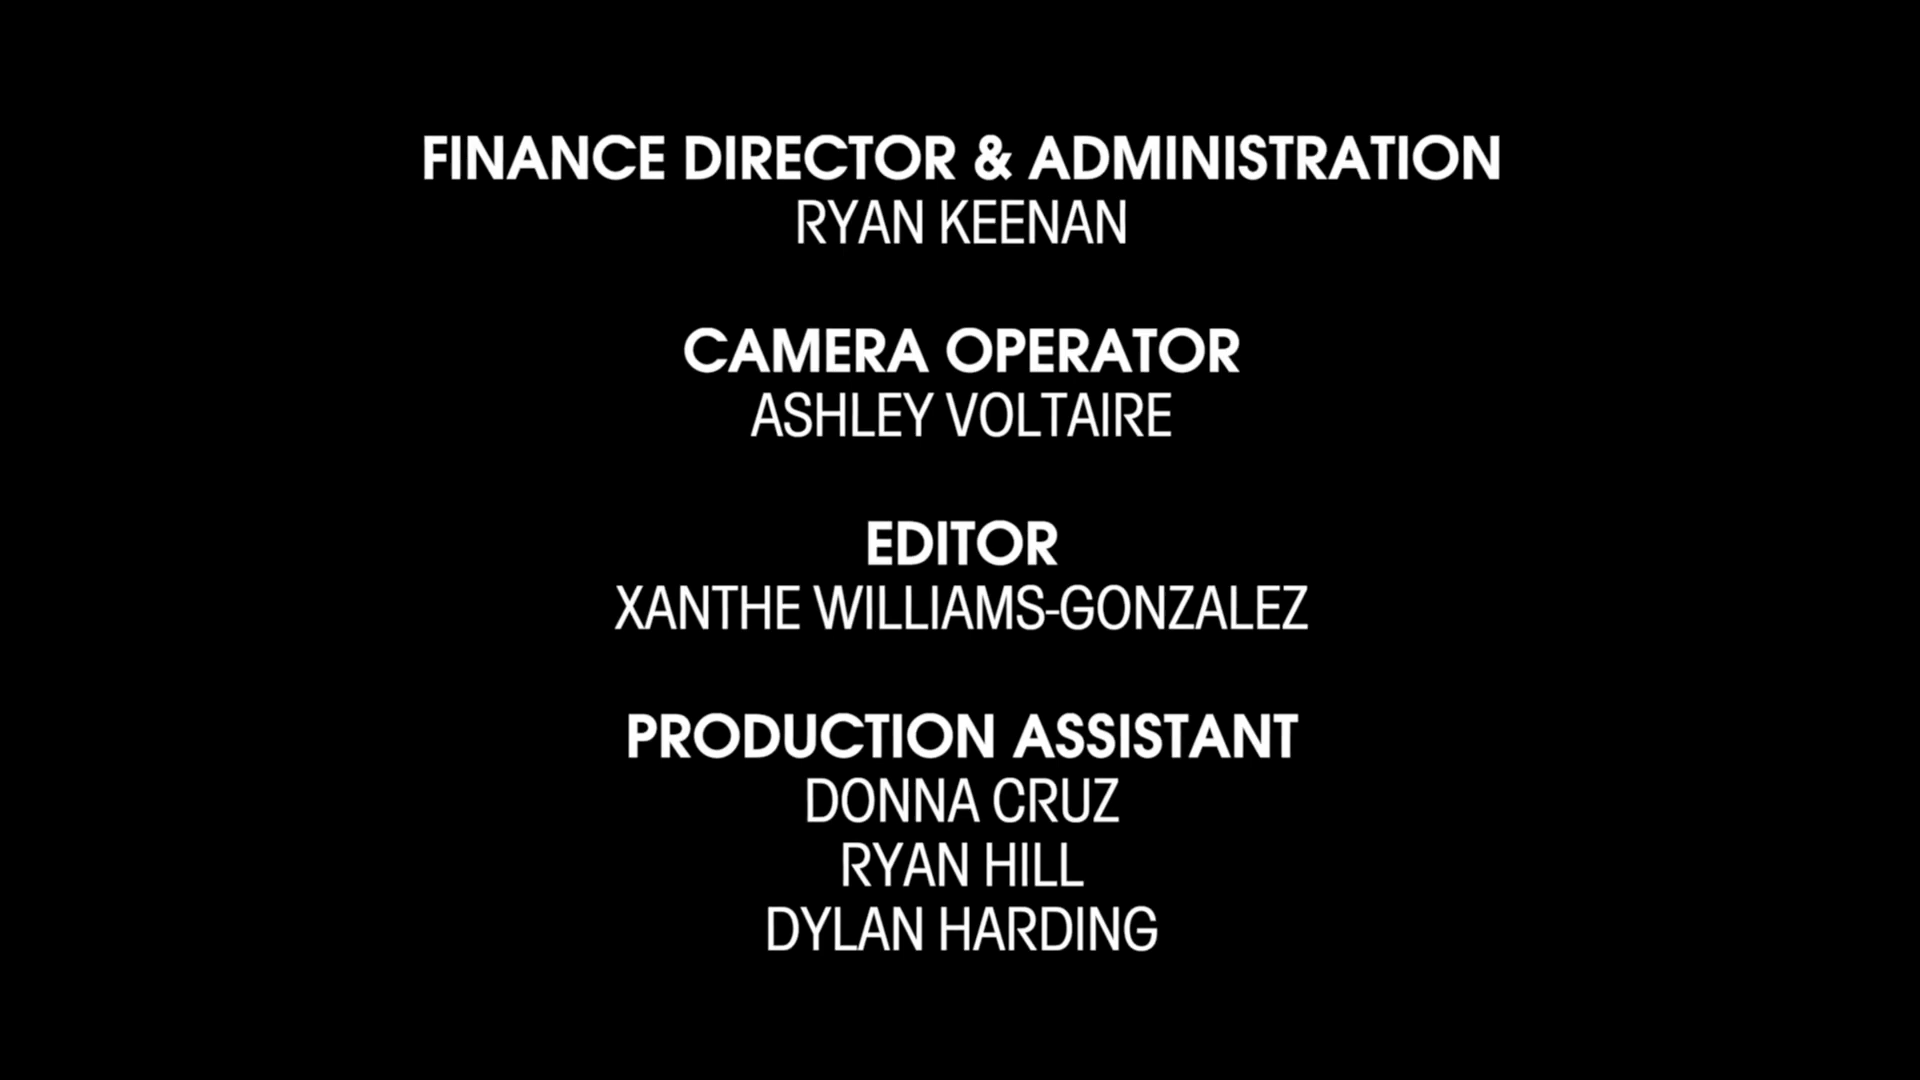 FINANCE DIRECTOR & ADMINISTRATION
RYAN KEENAN
CAMERA OPERATOR
ASHLEY VOLTAIRE
EDITOR
XANTHE WILLIAMS-GONZALEZ
PRODUCTION ASSISTANT
DONNA CRUZ
RYAN HILL
DYLAN HARDING